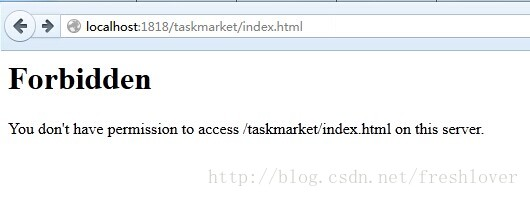 localhost:1818/taskmarket/index.html
Forbidden
You don't have permission to access /taskmarket/index.html on this server.
http://blog.csdn.net/freshlover